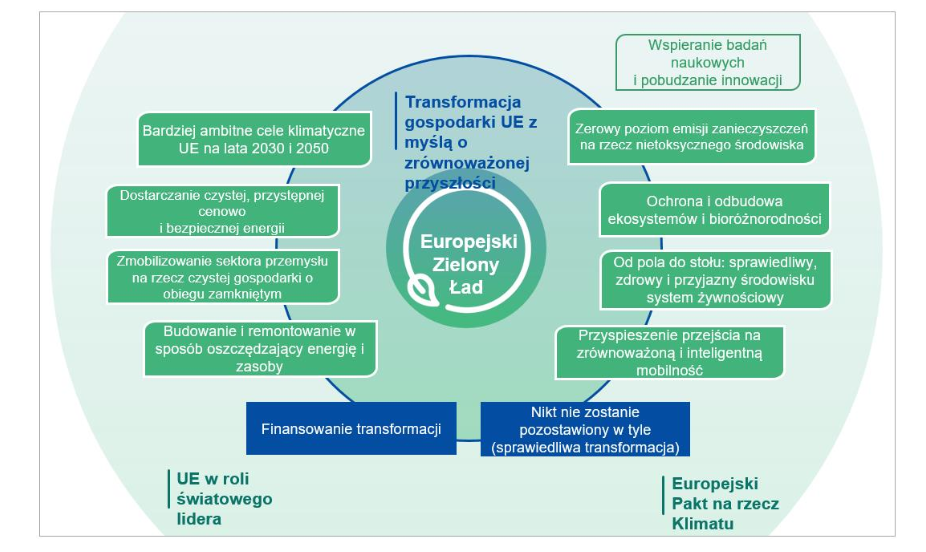 Wspieranie badań
naukowych
i pobudzanie innowacji
Transformacja
gospodarki UE z
myślą o
zrównoważonej
przyszłości
Bardziej ambitne cele klimatyczne
UE na lata 2030 i 2050
Zerowy poziom emisji zanieczyszczeń
na rzecz nietoksycznego środowiska
Dostarczanie czystej, przystępnej
cenowo
i bezpiecznej energii
Ochrona i odbudowa
ekosystemów i bioróżnorodności
Europejski
Zielony
Ład
Zmobilizowanie sektora przemysłu
na rzecz czystej gospodarki o
obiegu zamkniętym
Od pola do stołu: sprawiedliwy,
zdrowy i przyjazny środowisku
system żywnościowy
Budowanie i remontowanie w
sposób oszczędzający energię i
zasoby
Przyspieszenie przejścia na
zrównoważoną i inteligentną
mobilność
Finansowanie transformacji
Nikt nie zostanie
pozostawiony w tyle
(sprawiedliwa transformacja)
UE w roli
światowego
lidera
Europejski
Pakt na rzecz
Klimatu